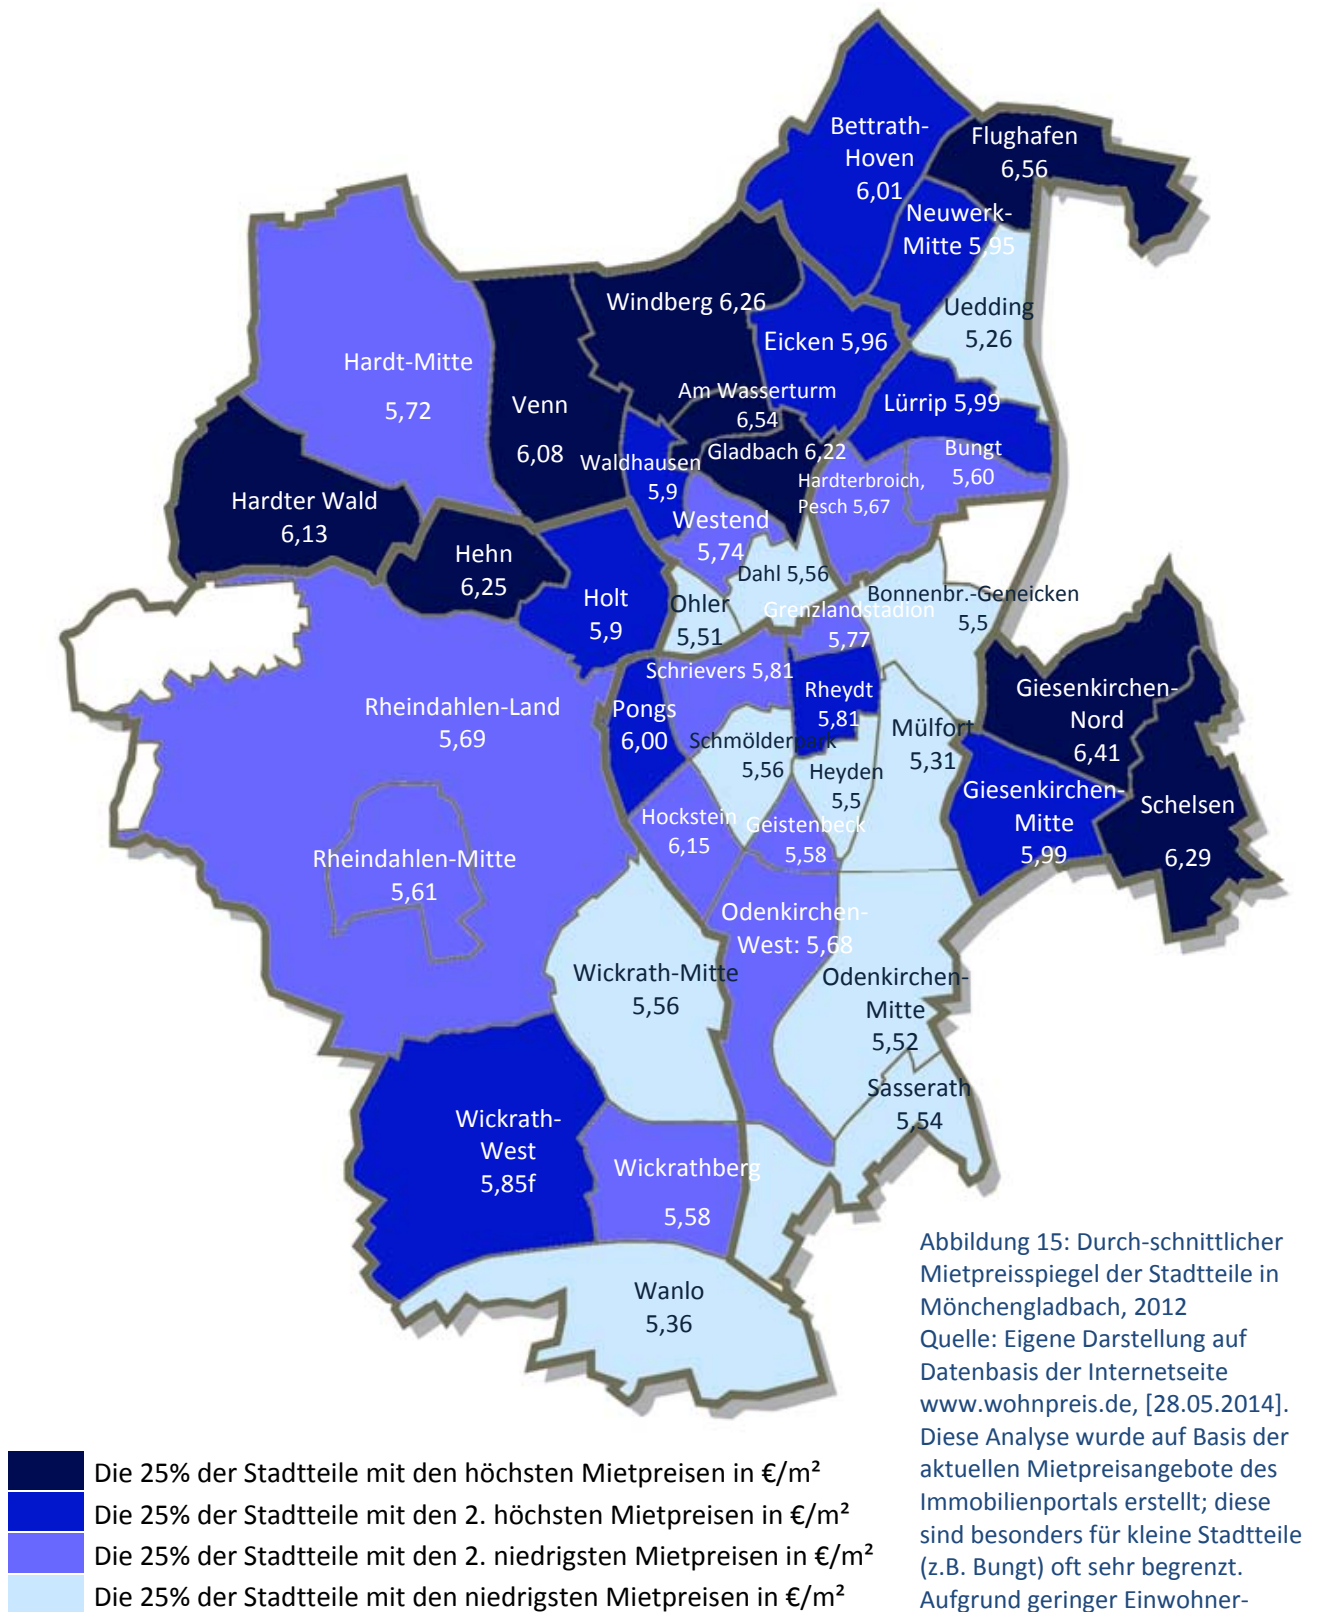 Bettrath-
Hoven
6,01
Flughafen
6,56
Neuwerk-
Mitte 5,95
Uedding
5,26
Windberg 6,26
Eicken 5,96
Hardt-Mitte
5,72
Venn
6,08
Am Wasserturm
6,54
Lürrip 5,99
Gladbach 6,22
Bungt
5,60
Waldhausen
5,9
Hardterbroich,
Pesch 5,67
Hardter Wald
6,13
Westend
5,74
Hehn
6,25
Dahl 5,56
Holt
5,9
Ohler
5,51
Bonnenbr.-Geneicken
5,5
Grenzlandstadion
5,77
Schrievers 5,81
Rheydt
5,81
Giesenkirchen-
Nord
6,41
Rheindahlen-Land
5,69
Pongs
6,00
Mülfort
5,31
Schmölderpark
5,56
Heyden
5,5
Giesenkirchen-
Mitte
5,99
Schelsen
6,29
Hockstein
6,15
Geistenbeck
5,58
Rheindahlen-Mitte
5,61
Odenkirchen-
West: 5,68
Wickrath-Mitte
5,56
Odenkirchen-
Mitte
5,52
Sasserath
5,54
Wickrath-
West
5,85f
Wickrathberg
5,58
Wanlo
5,36
Abbildung 15: Durch-schnittlicher
Mietpreisspiegel der Stadtteile in
Mönchengladbach, 2012
Quelle: Eigene Darstellung auf
Datenbasis der Internetseite
www.wohnpreis.de, [28.05.2014].
Diese Analyse wurde auf Basis der
aktuellen Mietpreisangebote des
Immobilienportals erstellt; diese
sind besonders für kleine Stadtteile
(z.B. Bungt) oft sehr begrenzt.
Aufgrund geringer Einwohner-
Die 25% der Stadtteile mit den höchsten Mietpreisen in €/m²
Die 25% der Stadtteile mit den 2. höchsten Mietpreisen in €/m²
Die 25% der Stadtteile mit den 2. niedrigsten Mietpreisen in €/m²
Die 25% der Stadtteile mit den niedrigsten Mietpreisen in €/m²